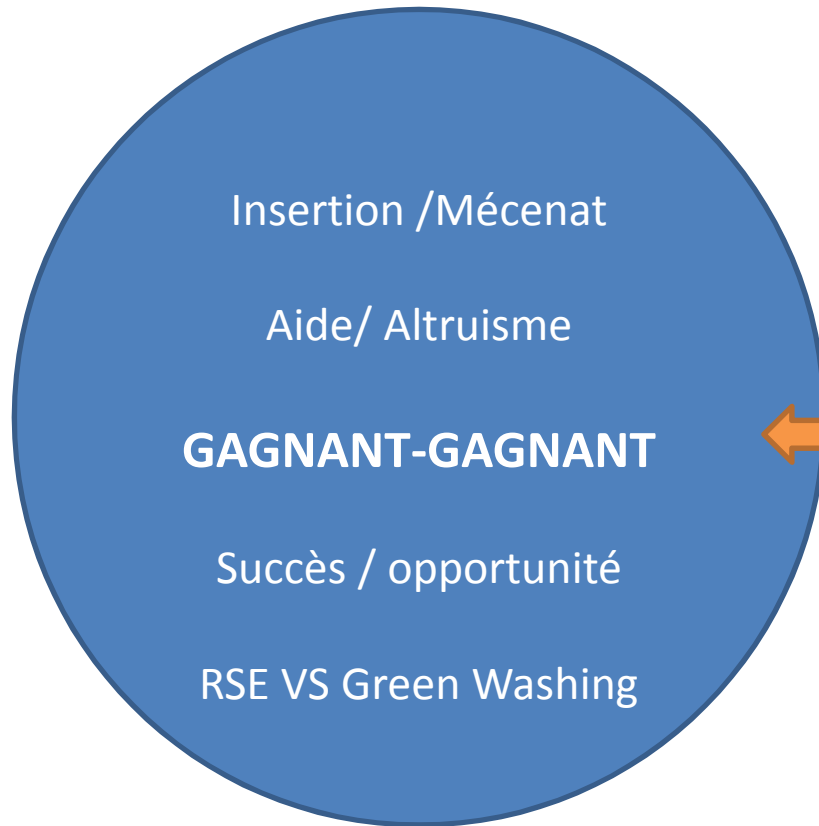 Insertion /Mécenat
Aide/ Altruisme
GAGNANT-GAGNANT
Succès / opportunité
RSE VS Green Washing